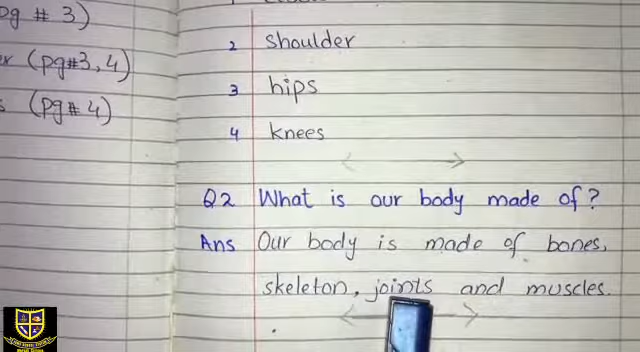 pg # 3)
(pg#3,4)
(pg # 4)
2 shoulder
3 hips
4 knees
Q2 What is our body made of?
Ans Our body is made of bones,
skeleton, joints and muscles.